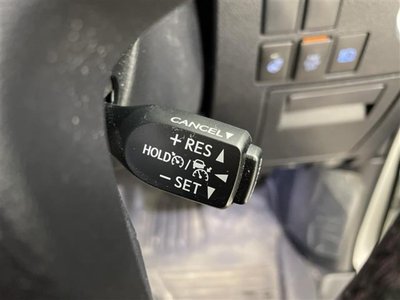 CANCEL▼
+RES▲
HOLD / ◀
−SET▼